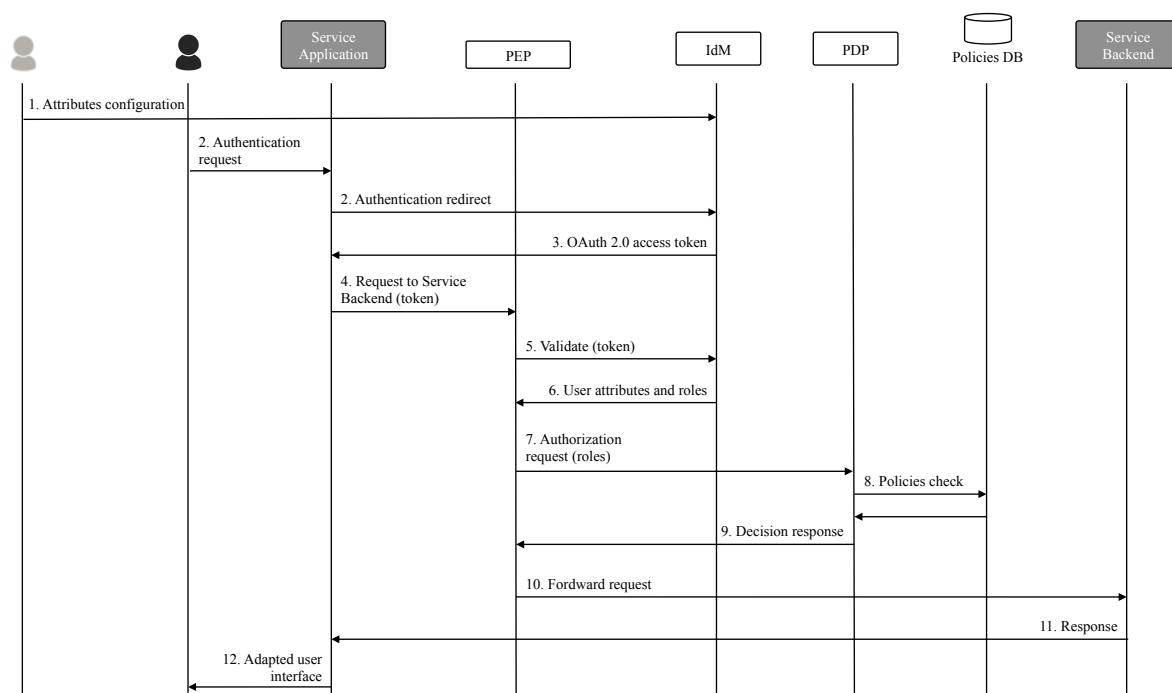 Service
Application
PEP
IdM
PDP
Policies DB
Service
Backend
1. Attributes configuration
2. Authentication
request
2. Authentication redirect
3. OAuth 2.0 access token
4. Request to Service
Backend (token)
5. Validate (token)
6. User attributes and roles
7. Authorization
request (roles)
8. Policies check
9. Decision response
10. Fordward request
11. Response
12. Adapted user
interface